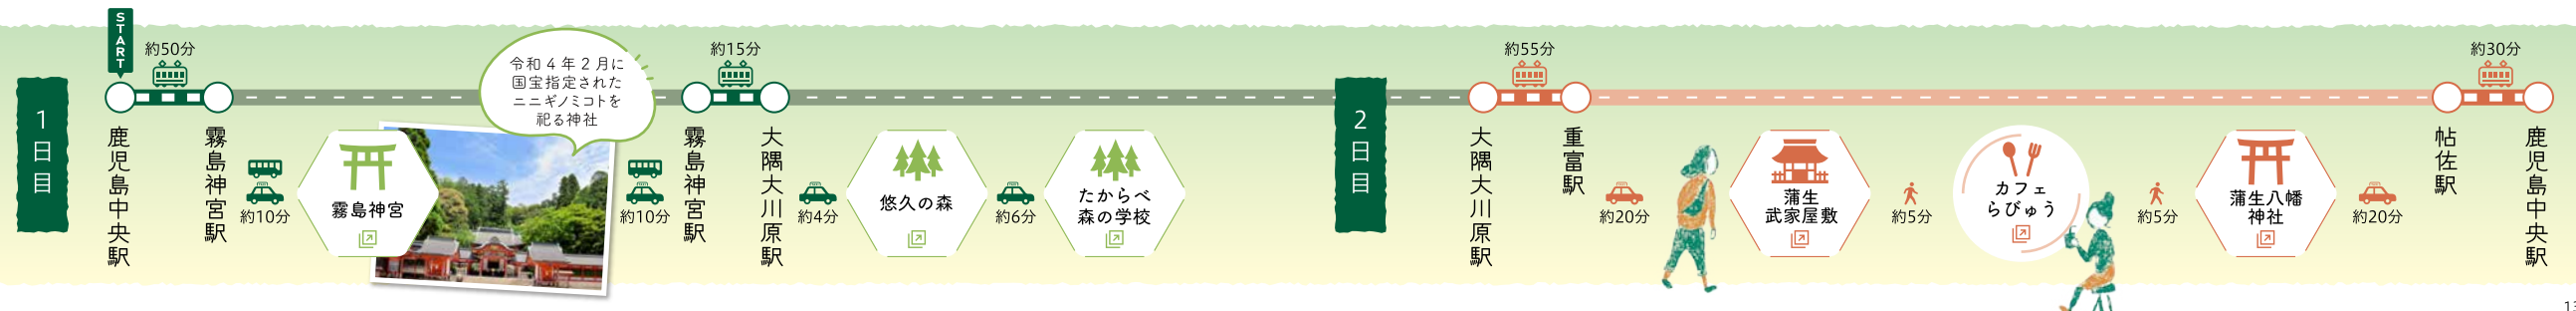 START
1日目
約50分
鹿児島中央駅
霧島神宮駅
約10分
霧島神宮
令和4年2月に
国宝指定された
ニニギノミコトを
祀る神社
約10分
約15分
霧島神宮駅
大隅大川原駅
約4分
悠久の森
約6分
たからべ
森の学校
2日目
約55分
大隅大川原駅
重富駅
約20分
蒲生
武家屋敷
約5分
カフェ
らびゅう
約5分
蒲生八幡
神社
約20分
約30分
帖佐駅
鹿児島中央駅